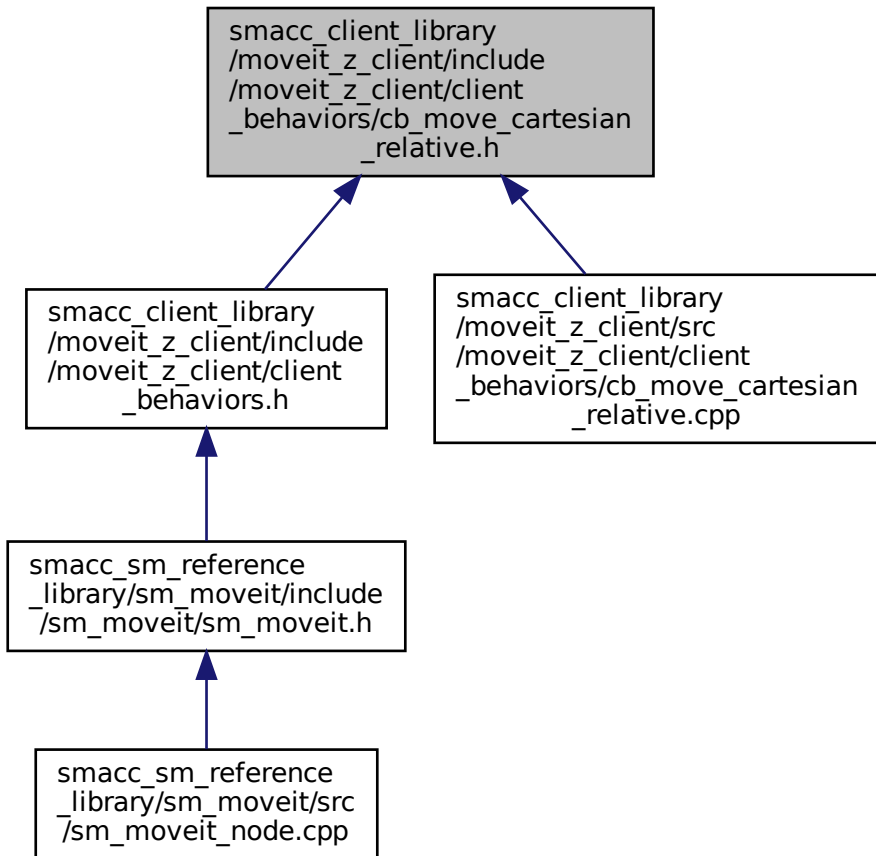 smacc_client_library
/moveit_z_client/include
/moveit_z_client/client
_behaviors/cb_move_cartesian
_relative.h
smacc_client_library
/moveit_z_client/include
/moveit_z_client/client
_behaviors.h
smacc_client_library
/moveit_z_client/src
/moveit_z_client/client
_behaviors/cb_move_cartesian
_relative.cpp
smacc_sm_reference
_library/sm_moveit/include
/sm_moveit/sm_moveit.h
smacc_sm_reference
_library/sm_moveit/src
/sm_moveit_node.cpp